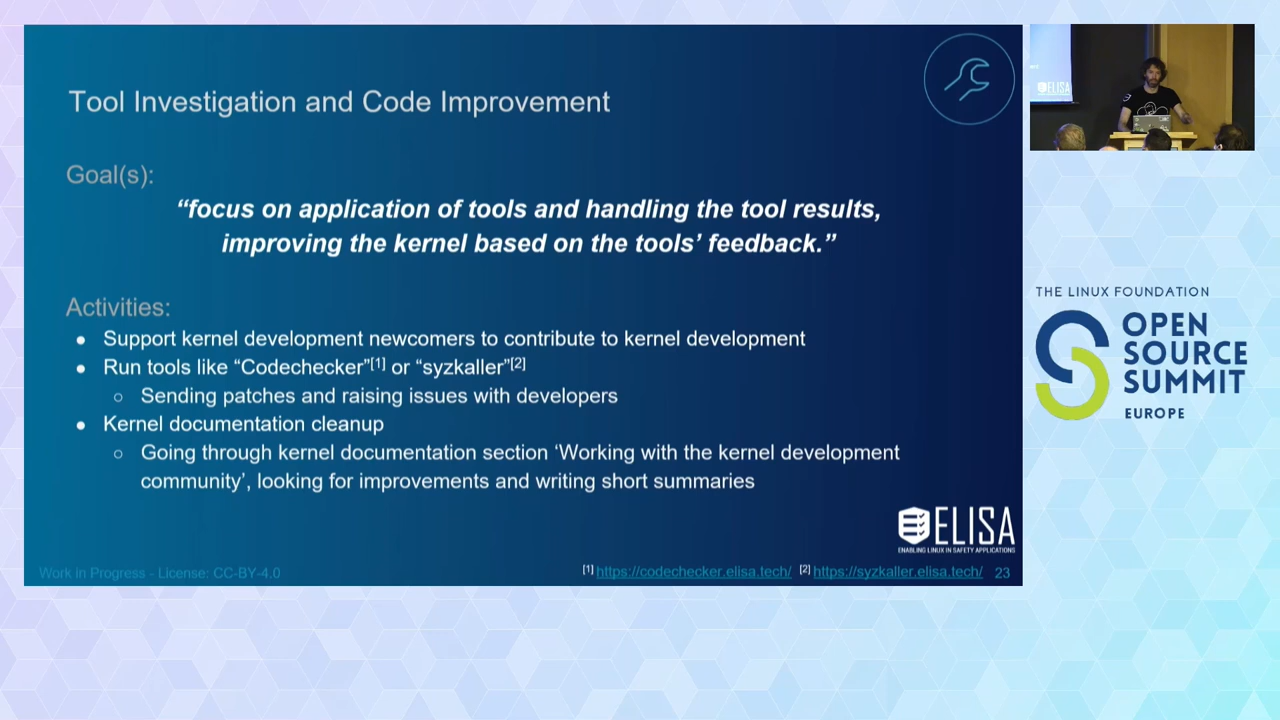 Tool Investigation and Code Improvement
Goal(s):
“focus on application of tools and handling the tool results,
improving the kernel based on the tools’ feedback.”
Activities:
● Support kernel development newcomers to contribute to kernel development
● Run tools like “Codechecker”[1] or “syzkaller”[2]
○ Sending patches and raising issues with developers
● Kernel documentation cleanup
○ Going through kernel documentation section ‘Working with the kernel development
community’, looking for improvements and writing short summaries
ELISA
ENABLING LINUX IN SAFETY APPLICATIONS
Work in Progress - License: CC-BY-4.0
[1] https://codechecker.elisa.tech/ [2] https://syzkaller.elisa.tech/ 23
ELISA
THE LINUX FOUNDATION
OPEN
SOURCE
SUMMIT
EUROPE